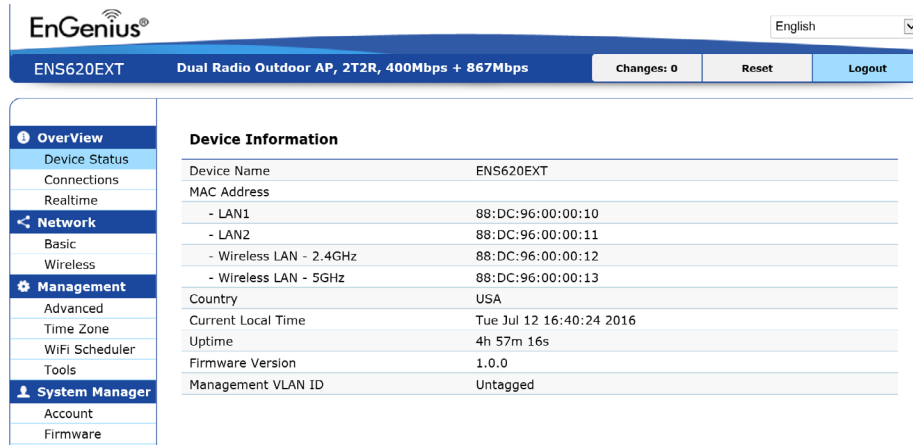 EnGenius®
English
ENS620EXT Dual Radio Outdoor AP, 2T2R, 400Mbps + 867Mbps Changes: 0 Reset Logout
OverView
Device Status
Connections
Realtime
Network
Basic
Wireless
Management
Advanced
Time Zone
WiFi Scheduler
Tools
System Manager
Account
Firmware
Device Information
Device Name ENS620EXT
MAC Address
- LAN1 88:DC:96:00:00:10
- LAN2 88:DC:96:00:00:11
- Wireless LAN - 2.4GHz 88:DC:96:00:00:12
- Wireless LAN - 5GHz 88:DC:96:00:00:13
Country USA
Current Local Time Tue Jul 12 16:40:24 2016
Uptime 4h 57m 16s
Firmware Version 1.0.0
Management VLAN ID Untagged